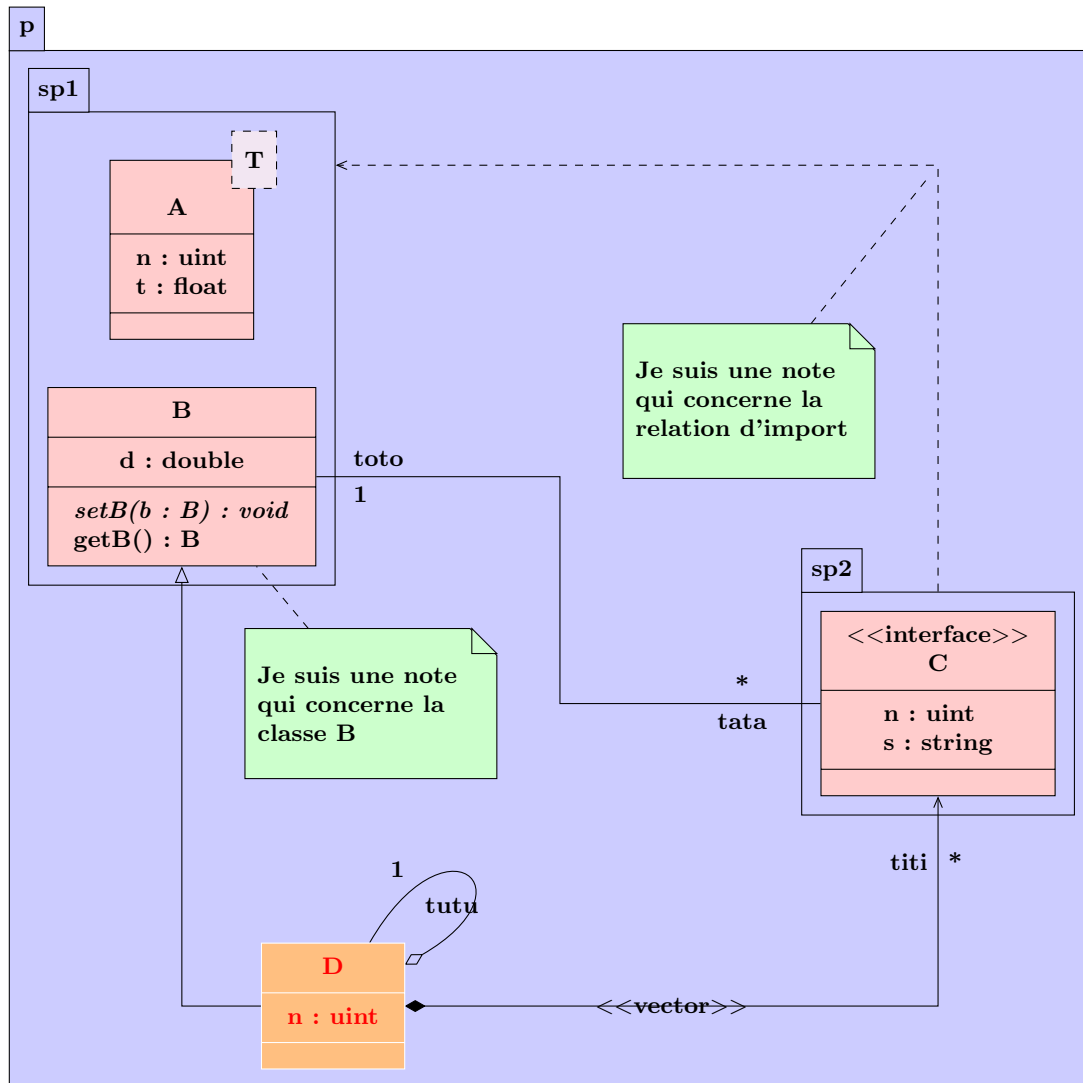 p
sp1
T
A
n : uint
t : float
B
d : double
setB(b : B) : void
getB() : B
toto
1
Je suis une note
qui concerne la
relation d'import
Je suis une note
qui concerne la
classe B
sp2
<<interface>>
C
n : uint
s : string
*
tata
titi *
1
tutu
D
n : uint
<<vector>>